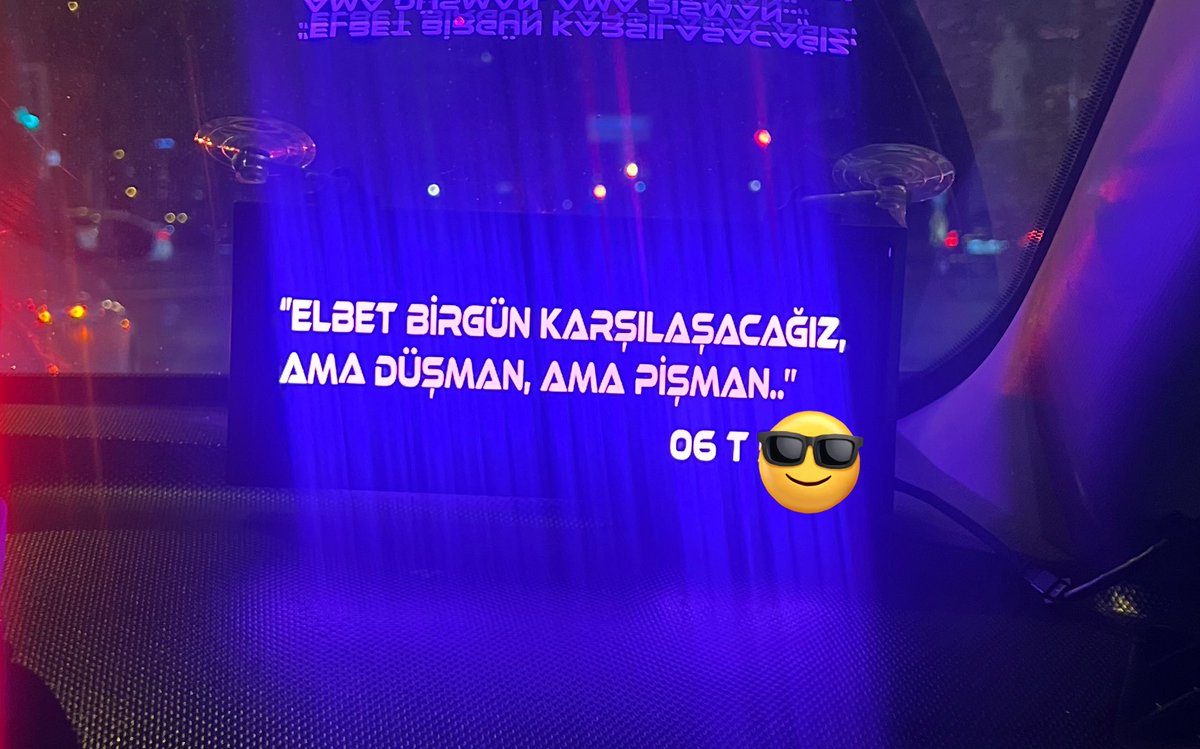 "ELBET BİRGÜN KARŞILAŞACAĞIZ,
AMA DÜŞMAN, AMA PİŞMAN.."
06 T